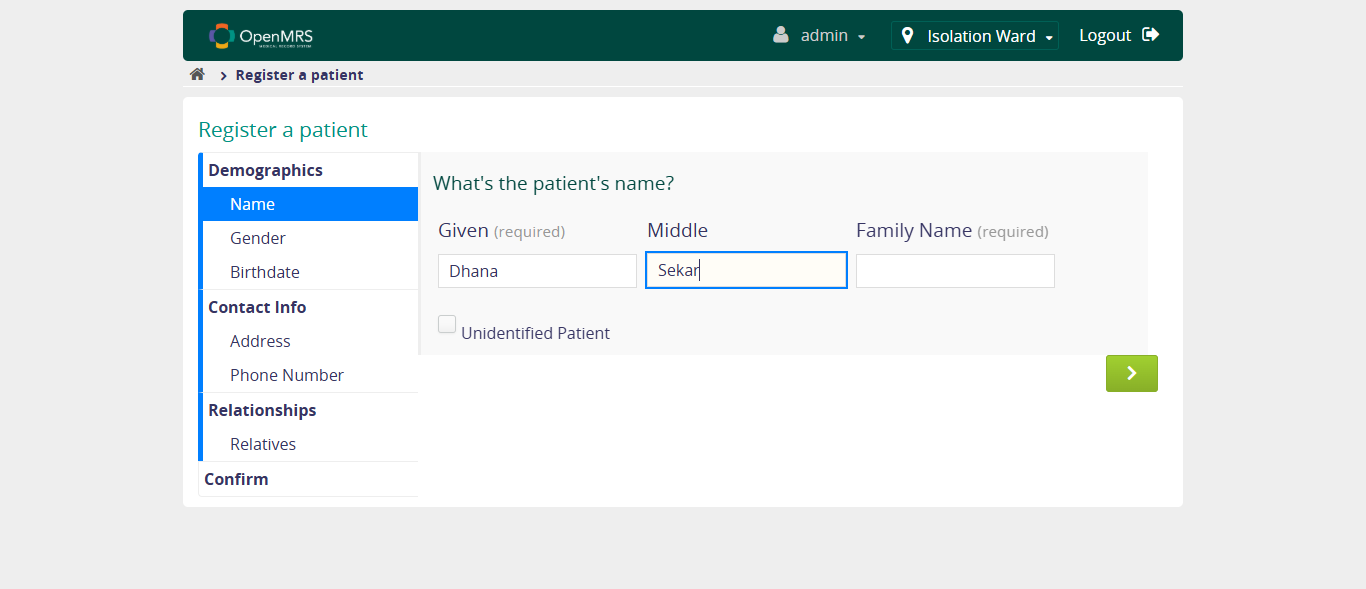 OpenMRS
MEDICAL RECORD SYSTEM
admin
Isolation Ward
Logout
Register a patient
Register a patient
Demographics
Name
Gender
Birthdate
Contact Info
Address
Phone Number
Relationships
Relatives
Confirm
What's the patient's name?
Given (required) Middle Family Name (required)
Dhana Sekar
Unidentified Patient